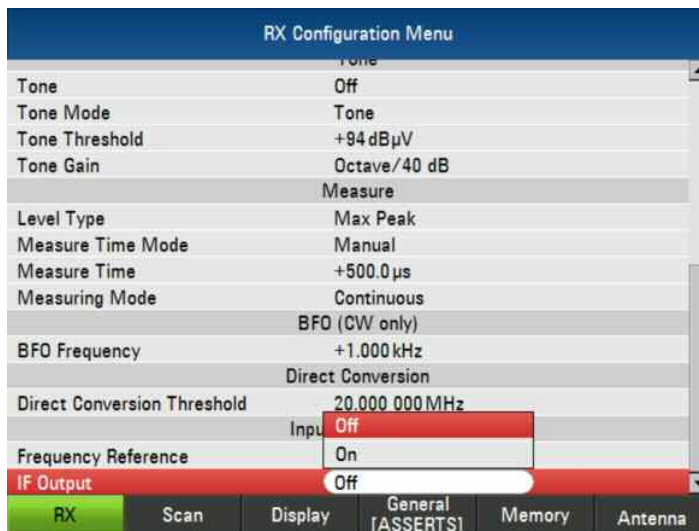 RX Configuration Menu
Tone
Tone Off
Tone Mode Tone
Tone Threshold +94 dBµV
Tone Gain Octave/40 dB
Measure
Level Type Max Peak
Measure Time Mode Manual
Measure Time +500.0 µs
Measuring Mode Continuous
BFO (CW only)
BFO Frequency +1.000 kHz
Direct Conversion
Direct Conversion Threshold 20.000 000 MHz
Inpu Off
Frequency Reference On
IF Output Off
RX Scan Display General [ASSERTS] Memory Antenna